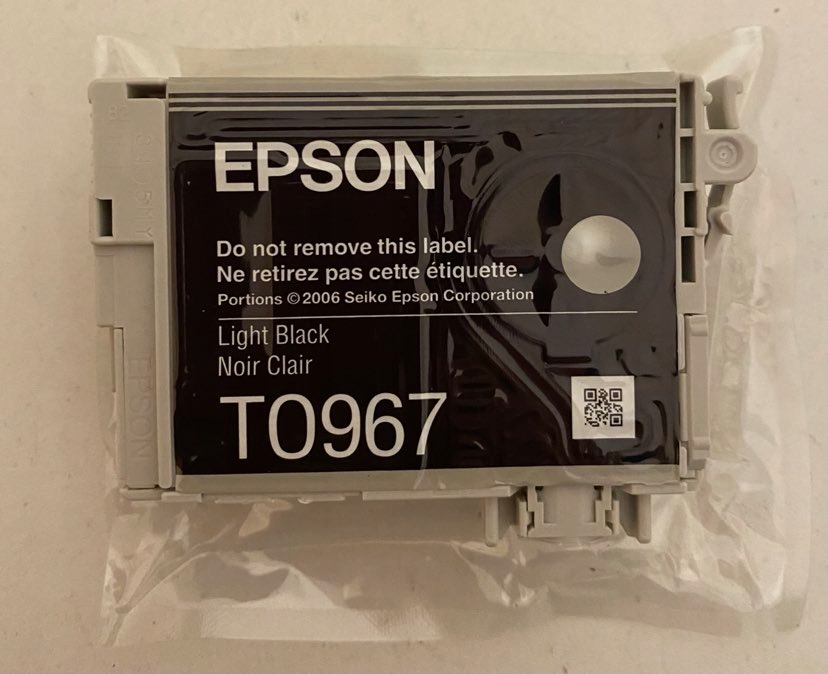 EPSON
Do not remove this label.
Ne retirez pas cette étiquette.
Portions ©2006 Seiko Epson Corporation
Light Black
Noir Clair
T0967
EPSON